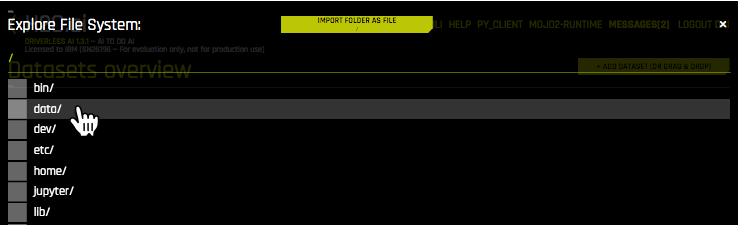 Explore File System:
IMPORT FOLDER AS FILE
/
HELP PY_CLIENT MOJO2-RUNTIME MESSAGES[2] LOGOUT
DRIVERLESS AI 1.3.1 – AI TO DO AI
Licensed to IBM (SN28196 – For evaluation only, not for production use)
/
Datasets overview
+ ADD DATASET (OR DRAG & DROP)
bin/
data/
dev/
etc/
home/
jupyter/
lib/